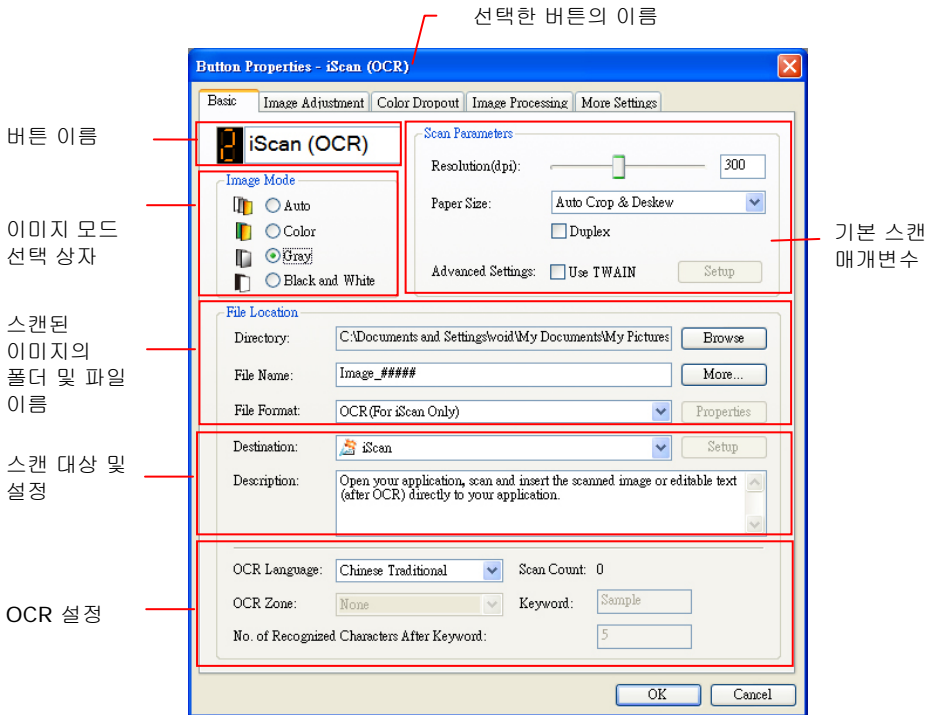 선택한 버튼의 이름
Button Properties - iScan (OCR)
Basic
Image Adjustment
Color Dropout
Image Processing
More Settings
버튼 이름
2
iScan (OCR)
이미지 모드
선택 상자
Image Mode
Auto
Color
Gray
Black and White
Scan Parameters
Resolution(dpi):
300
Paper Size:
Auto Crop & Deskew
Duplex
Advanced Settings:
Use TWAIN
Setup
기본 스캔
매개변수
스캔된
이미지의
폴더 및 파일
이름
File Location
Directory:
C:\Documents and Settings\void\My Documents\My Pictures
Browse
File Name:
Image_#####
More...
File Format:
OCR(For iScan Only)
Properties
스캔 대상 및
설정
Destination:
iScan
Setup
Description:
Open your application, scan and insert the scanned image or editable text
(after OCR) directly to your application.
OCR 설정
OCR Language:
Chinese Traditional
Scan Count: 0
OCR Zone:
None
Keyword:
Sample
No. of Recognized Characters After Keyword:
5
OK
Cancel